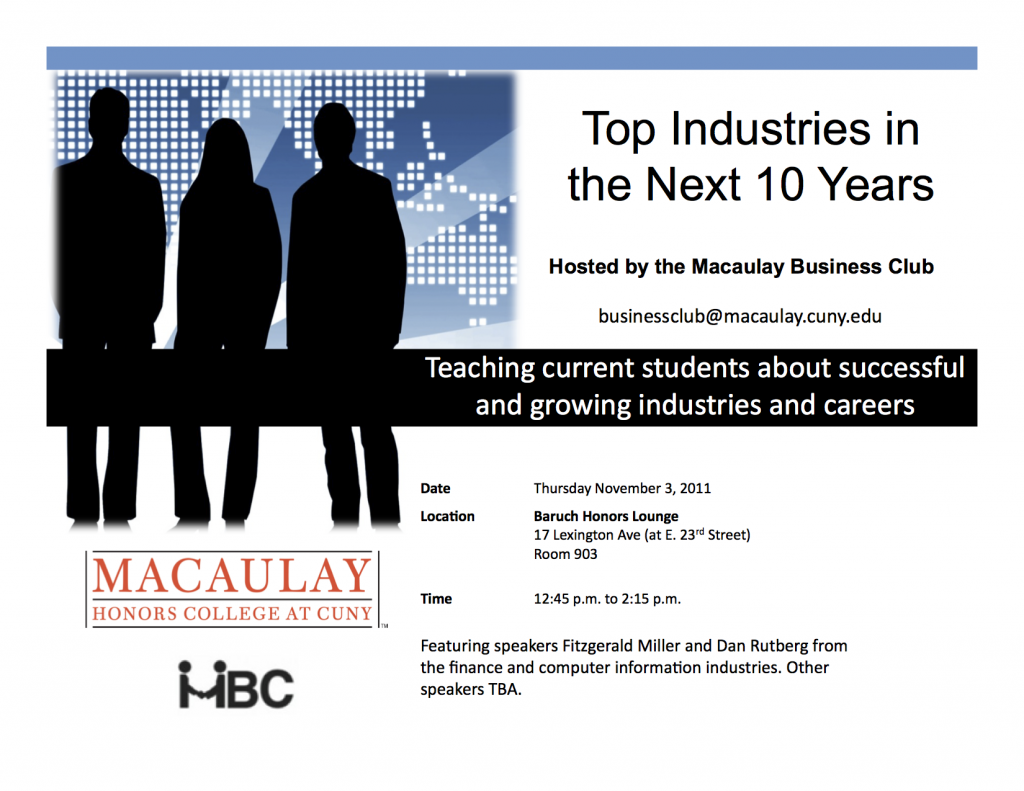 Top Industries in
the Next 10 Years
Hosted by the Macaulay Business Club
businessclub@macaulay.cuny.edu
Teaching current students about successful
and growing industries and careers
Date Thursday November 3, 2011
Location Baruch Honors Lounge
17 Lexington Ave (at E. 23rd Street)
Room 903
Time 12:45 p.m. to 2:15 p.m.
Featuring speakers Fitzgerald Miller and Dan Rutberg from
the finance and computer information industries. Other
speakers TBA.
MACAULAY
HONORS COLLEGE AT CUNY™
MBC